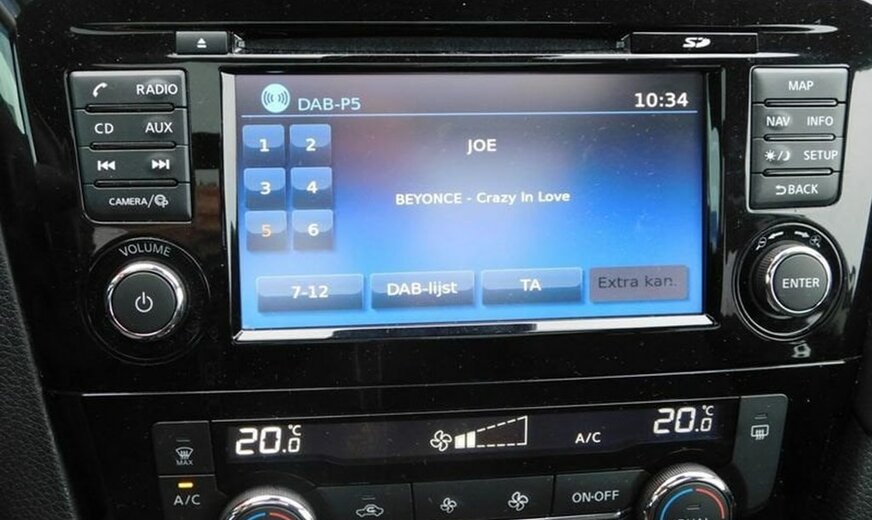 SD
RADIO
CD AUX
CAMERA/
VOLUME
DAB-P5 10:34
1 2
3 4
5 6
JOE
BEYONCE - Crazy In Love
7-12 DAB-lijst TA Extra kan.
MAP
NAV INFO
SETUP
BACK
ENTER
20.0 °C
A/C
20.0 °C
MAX
A/C
ON·OFF